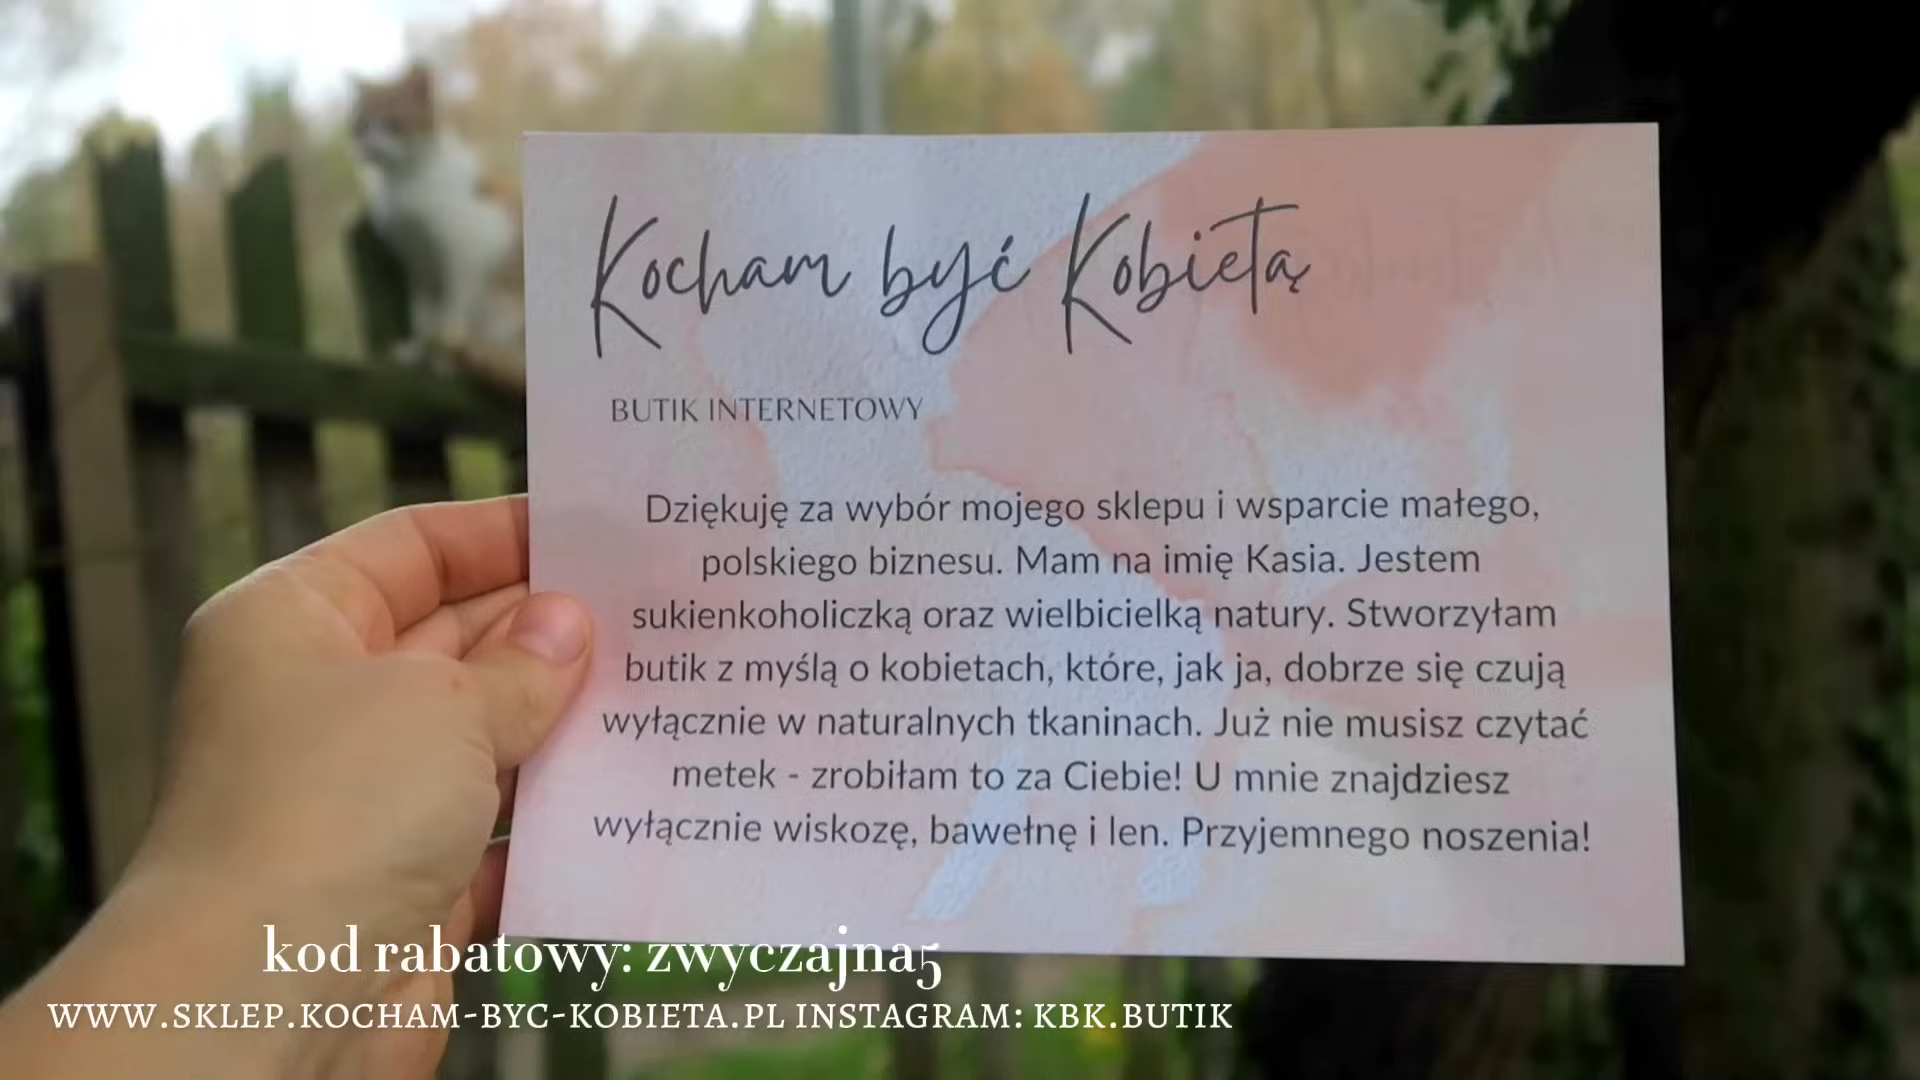 Kocham być Kobietą
BUTIK INTERNETOWY
Dziękuję za wybór mojego sklepu i wsparcie małego,
polskiego biznesu. Mam na imię Kasia. Jestem
sukienkoholiczką oraz wielbicielką natury. Stworzyłam
butik z myślą o kobietach, które, jak ja, dobrze się czują
wyłącznie w naturalnych tkaninach. Już nie musisz czytać
metek - zrobiłam to za Ciebie! U mnie znajdziesz
wyłącznie wiskozę, bawełnę i len. Przyjemnego noszenia!
kod rabatowy: zwyczajna5
WWW.SKLEP.KOCHAM-BYC-KOBIETA.PL INSTAGRAM: KBK.BUTIK